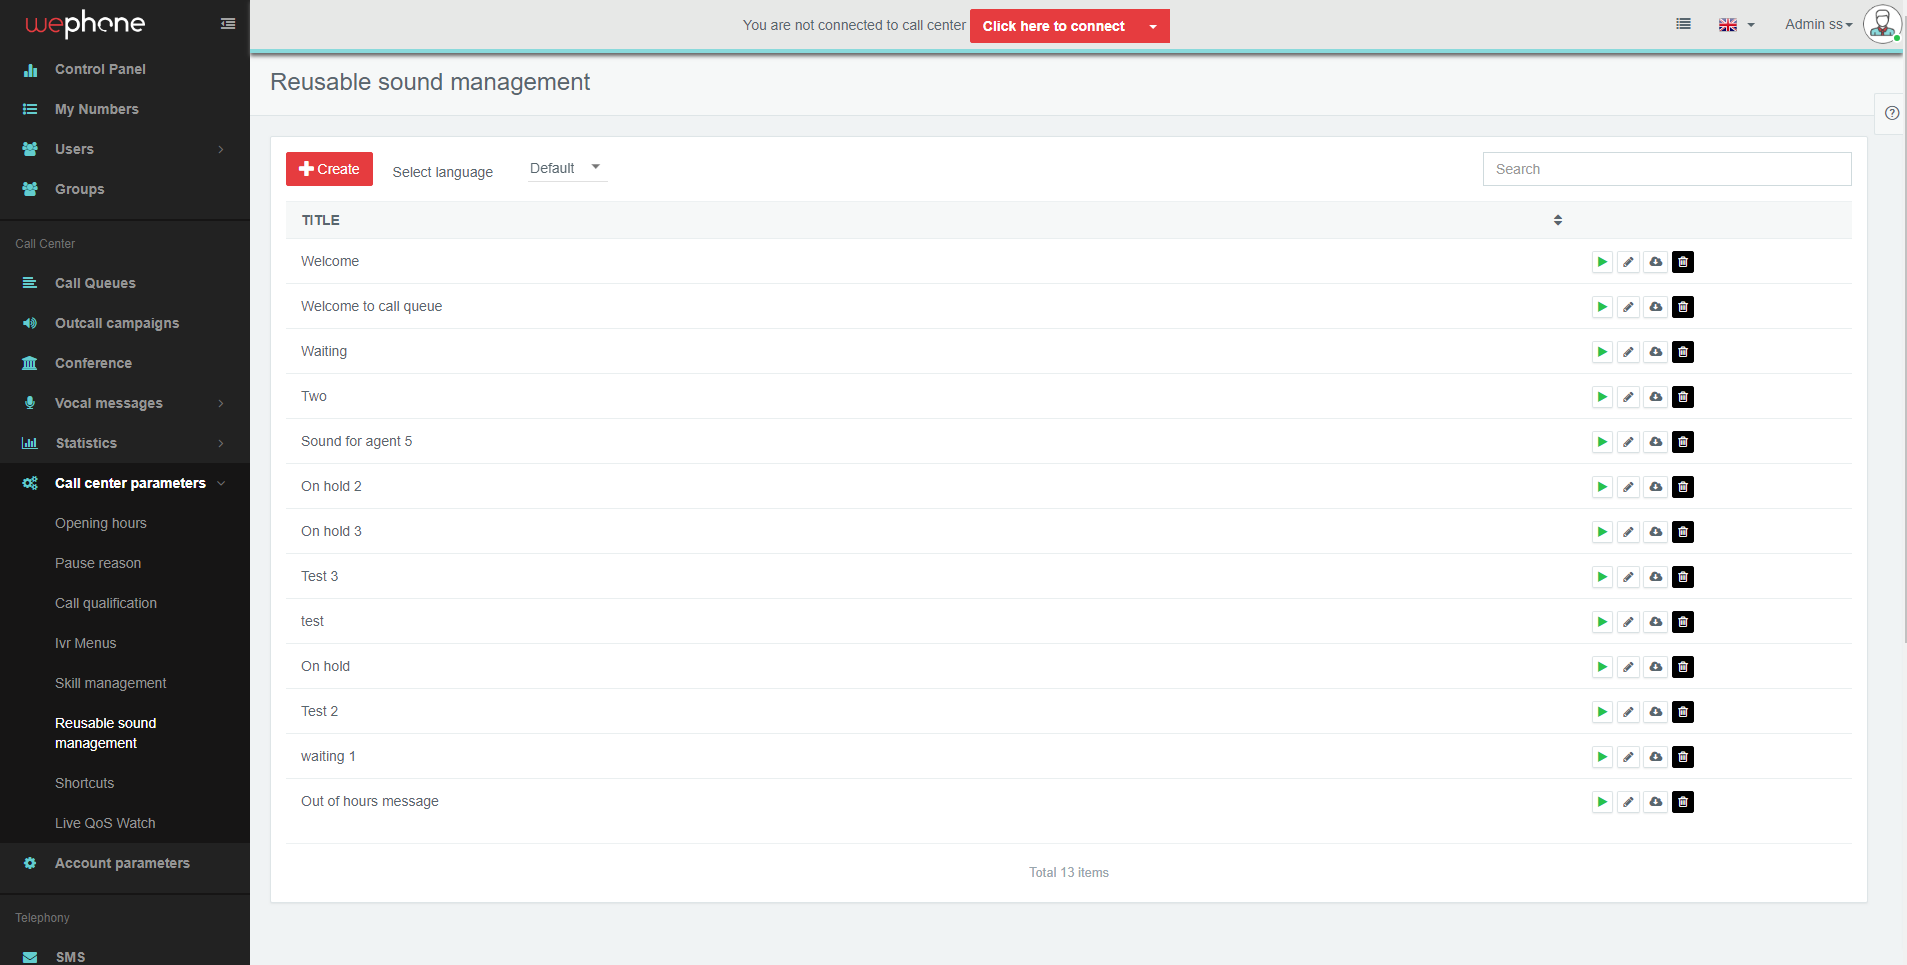 wephone
You are not connected to call center
Click here to connect
Admin ss
Control Panel
My Numbers
Users
Groups
Call Center
Call Queues
Outcall campaigns
Conference
Vocal messages
Statistics
Call center parameters
Opening hours
Pause reason
Call qualification
Ivr Menus
Skill management
Reusable sound
management
Shortcuts
Live QoS Watch
Account parameters
Telephony
SMS
Reusable sound management
Create
Select language
Default
Search
TITLE
Welcome
Welcome to call queue
Waiting
Two
Sound for agent 5
On hold 2
On hold 3
Test 3
test
On hold
Test 2
waiting 1
Out of hours message
Total 13 items